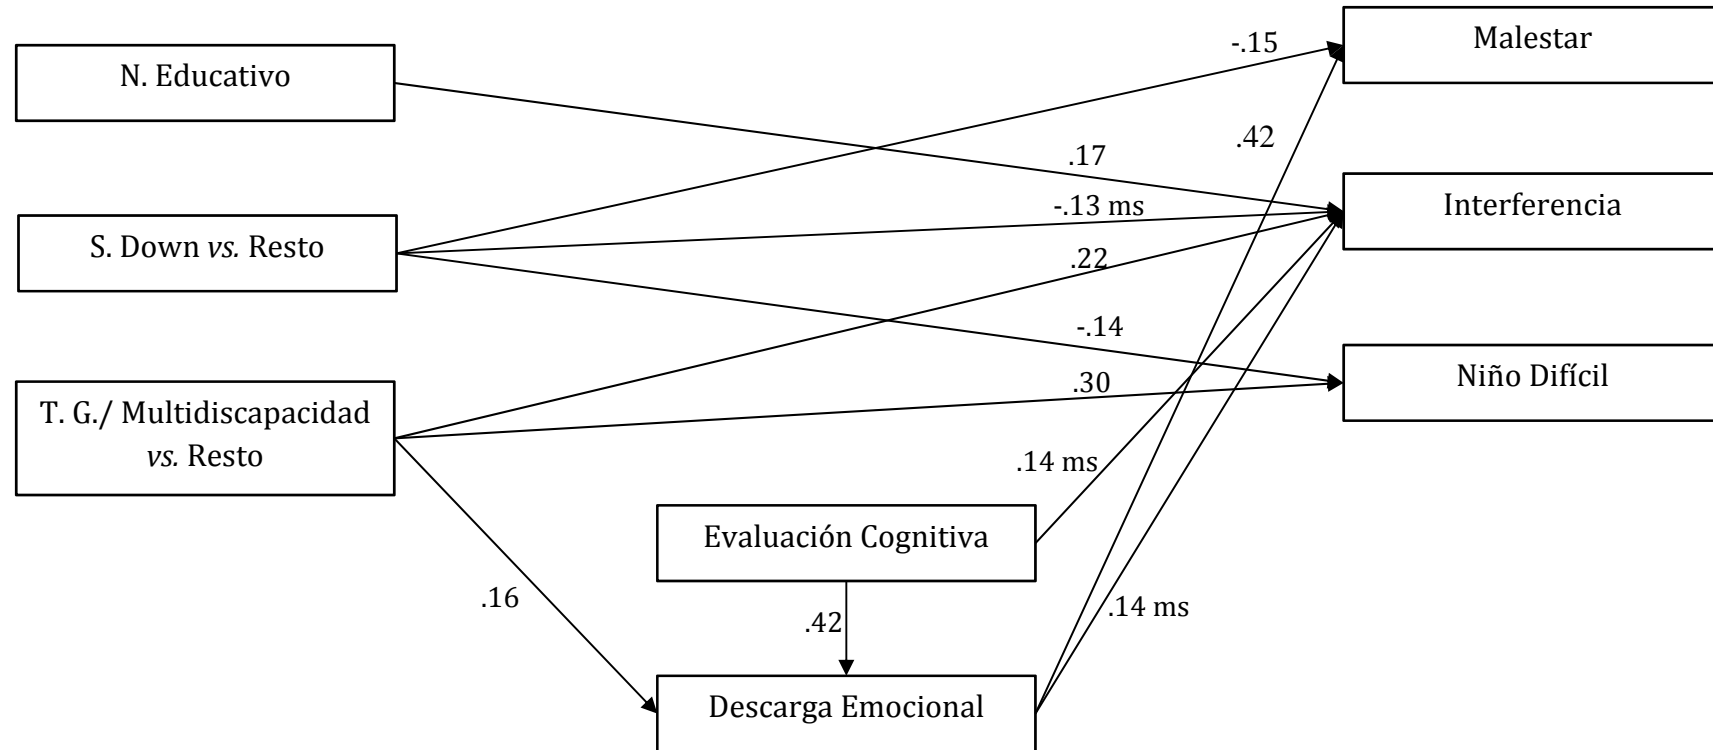 Malestar
-.15
N. Educativo
.42
.17
Interferencia
-.13 ms
S. Down vs. Resto
.22
-.14
Niño Difícil
.30
T. G./ Multidiscapacidad
vs. Resto
.14 ms
Evaluación Cognitiva
.16
.14 ms
.42
Descarga Emocional